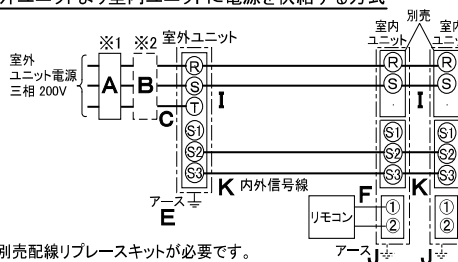 外ユニットより室内ユニットに電源を供給する方式
別売
※1 ※2 室外ユニット 室内ユニット 室内
室外
ユニット電源
三相 200V
A B C
R S T S1 S2 S3
I
R S S1 S2 S3
I
R S S1 S2 S3
K 内外信号線
F K
リモコン
① ②
① ②
アース
E
アース J J
別売配線リプレースキットが必要です。